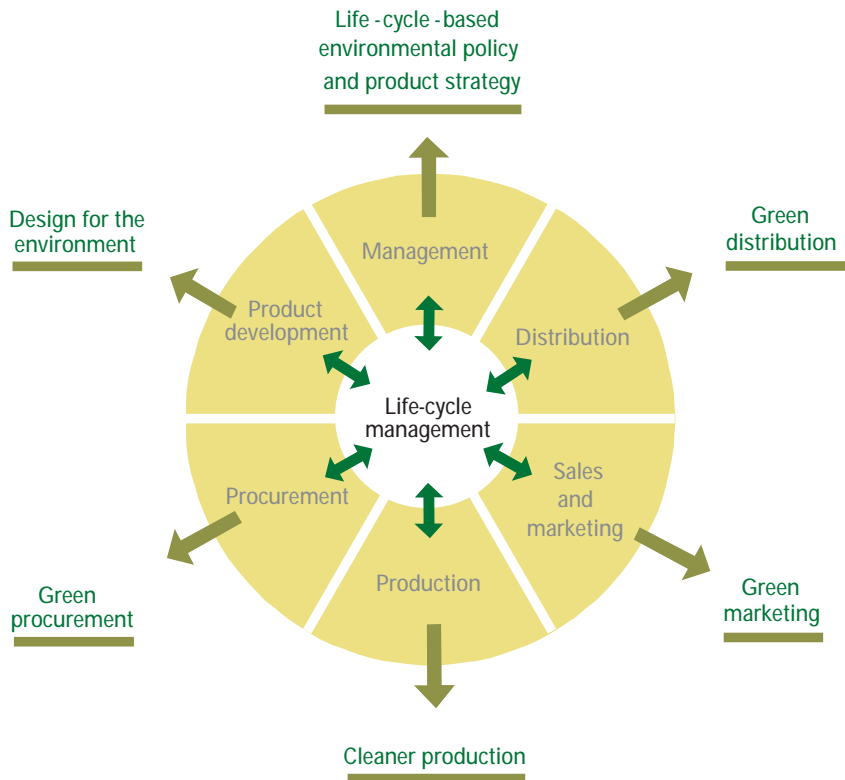 Life - cycle - based
environmental policy
and product strategy
Design for the
environment
Green
distribution
Management
Product
development
Distribution
Life-cycle
management
Procurement
Sales
and
marketing
Production
Green
procurement
Green
marketing
Cleaner production